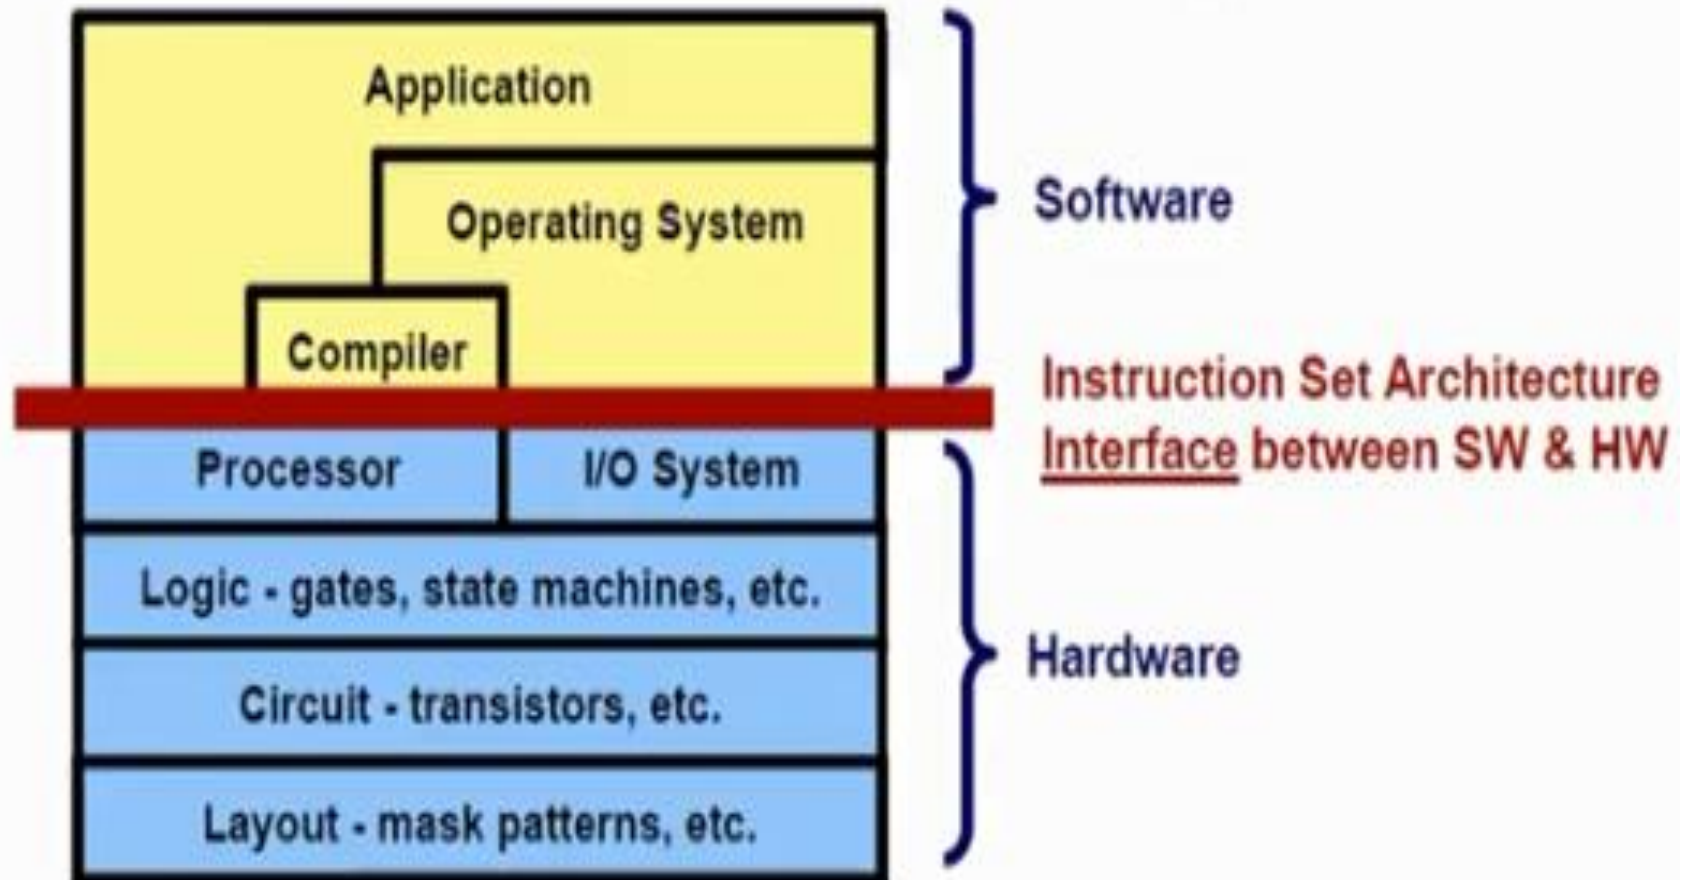 Application
Operating System
Compiler
Software
Instruction Set Architecture
Interface between SW & HW
Processor
I/O System
Logic - gates, state machines, etc.
Circuit - transistors, etc.
Layout - mask patterns, etc.
Hardware